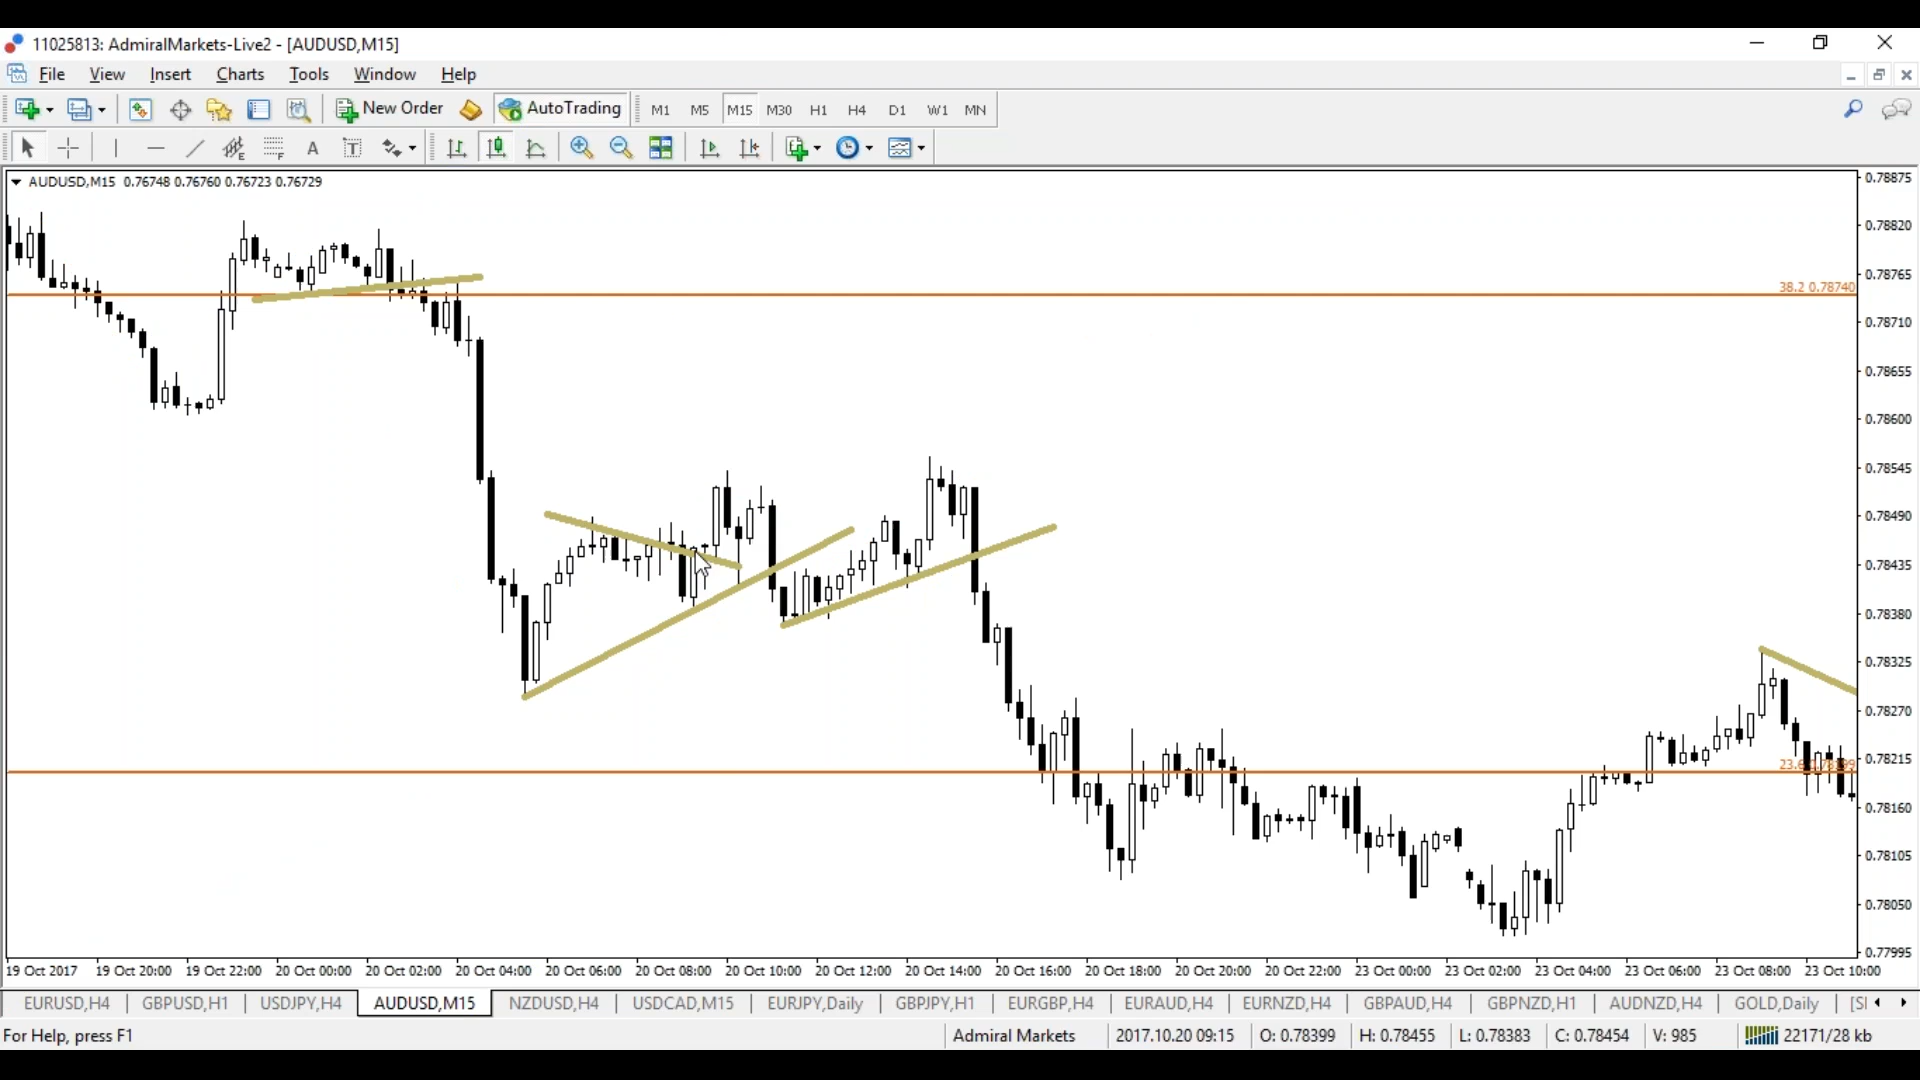 11025813: AdmiralMarkets-Live2 - [AUDUSD,M15]
File View Insert Charts Tools Window Help
New Order AutoTrading M1 M5 M15 M30 H1 H4 D1 W1 MN
E F A T
AUDUSD,M15 0.76748 0.76760 0.76723 0.76729
0.78875
0.78820
0.78765
38.2 0.78740
0.78710
0.78655
0.78600
0.78545
0.78490
0.78435
0.78380
0.78325
0.78270
0.78215
23.6 0.78199
0.78160
0.78105
0.78050
0.77995
19 Oct 2017 19 Oct 20:00 19 Oct 22:00 20 Oct 00:00 20 Oct 02:00 20 Oct 04:00 20 Oct 06:00 20 Oct 08:00 20 Oct 10:00 20 Oct 12:00 20 Oct 14:00 20 Oct 16:00 20 Oct 18:00 20 Oct 20:00 20 Oct 22:00 23 Oct 00:00 23 Oct 02:00 23 Oct 04:00 23 Oct 06:00 23 Oct 08:00 23 Oct 10:00
EURUSD,H4 GBPUSD,H1 USDJPY,H4 AUDUSD,M15 NZDUSD,H4 USDCAD,M15 EURJPY,Daily GBPJPY,H1 EURGBP,H4 EURAUD,H4 EURNZD,H4 GBPAUD,H4 GBPNZD,H1 AUDNZD,H4 GOLD,Daily
For Help, press F1 Admiral Markets 2017.10.20 09:15 O: 0.78399 H: 0.78455 L: 0.78383 C: 0.78454 V: 985 22171/28 kb